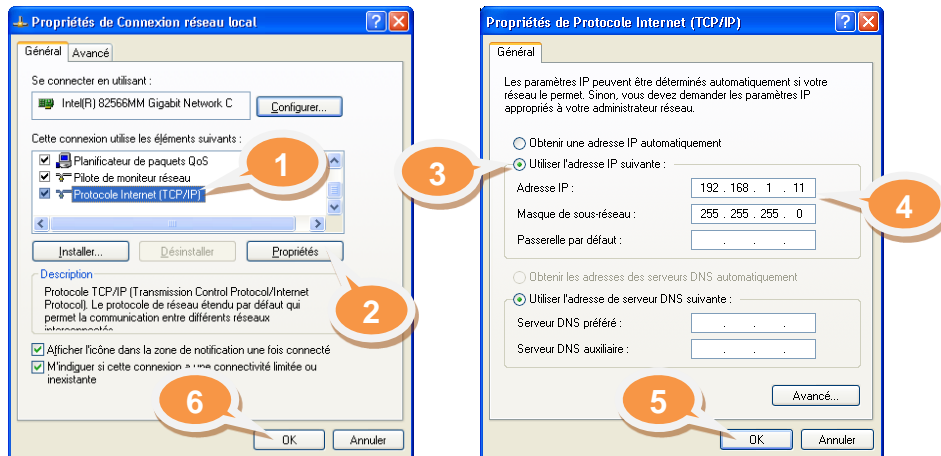 Propriétés de Connexion réseau local
Général Avancé
Se connecter en utilisant :
Intel(R) 82566MM Gigabit Network C
Configurer...
Cette connexion utilise les éléments suivants :
Planificateur de paquets QoS
Pilote de moniteur réseau
Protocole Internet (TCP/IP)
1
Installer...
Désinstaller
Propriétés
2
Description
Protocole TCP/IP (Transmission Control Protocol/Internet
Protocol). Le protocole de réseau étendu par défaut qui
permet la communication entre différents réseaux
interconnectés.
Afficher l'icône dans la zone de notification une fois connecté
M'indiquer si cette connexion a une connectivité limitée ou
inexistante
6
OK
Annuler
Propriétés de Protocole Internet (TCP/IP)
Général
Les paramètres IP peuvent être déterminés automatiquement si votre
réseau le permet. Sinon, vous devez demander les paramètres IP
appropriés à votre administrateur réseau.
Obtenir une adresse IP automatiquement
3
Utiliser l'adresse IP suivante :
Adresse IP :
192 . 168 . 1 . 11
4
Masque de sous-réseau :
255 . 255 . 255 . 0
Passerelle par défaut :
. . .
Obtenir les adresses des serveurs DNS automatiquement
Utiliser l'adresse de serveur DNS suivante :
Serveur DNS préféré :
. . .
Serveur DNS auxiliaire :
. . .
Avancé...
5
OK
Annuler